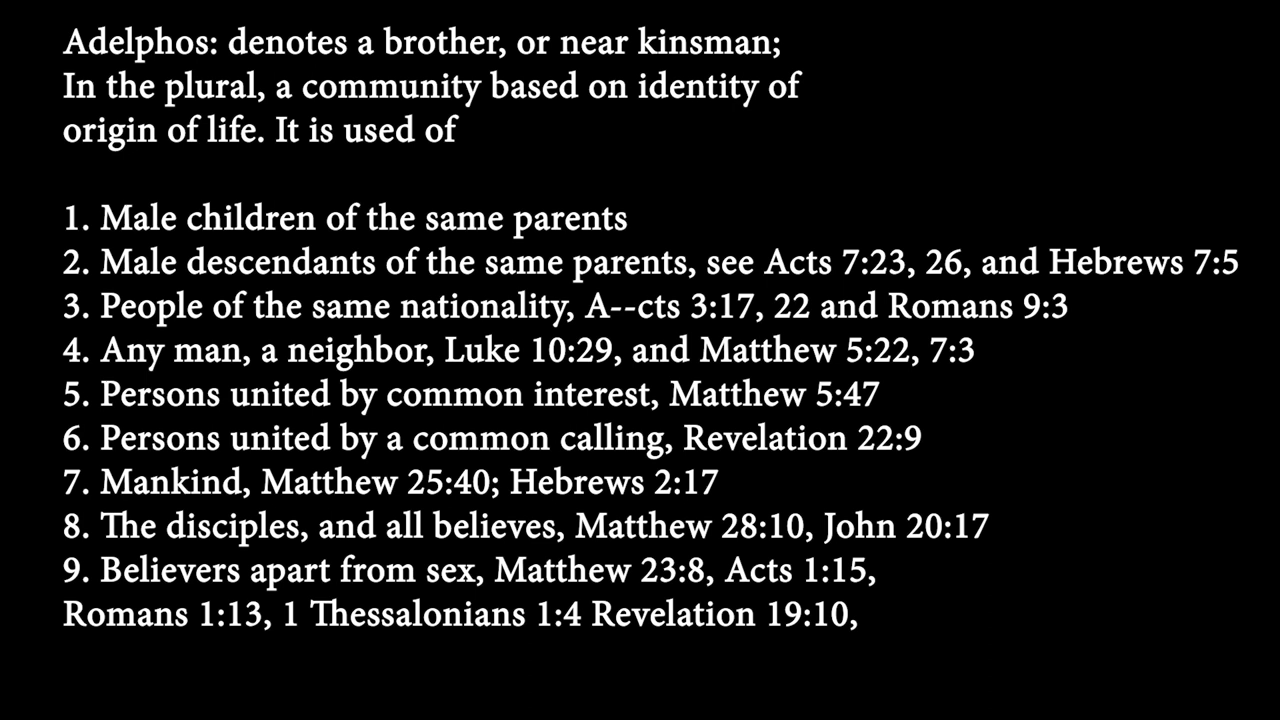 Adelphos: denotes a brother, or near kinsman;
In the plural, a community based on identity of
origin of life. It is used of
1. Male children of the same parents
2. Male descendants of the same parents, see Acts 7:23, 26, and Hebrews 7:5
3. People of the same nationality, A--cts 3:17, 22 and Romans 9:3
4. Any man, a neighbor, Luke 10:29, and Matthew 5:22, 7:3
5. Persons united by common interest, Matthew 5:47
6. Persons united by a common calling, Revelation 22:9
7. Mankind, Matthew 25:40; Hebrews 2:17
8. The disciples, and all believes, Matthew 28:10, John 20:17
9. Believers apart from sex, Matthew 23:8, Acts 1:15,
Romans 1:13, 1 Thessalonians 1:4 Revelation 19:10,